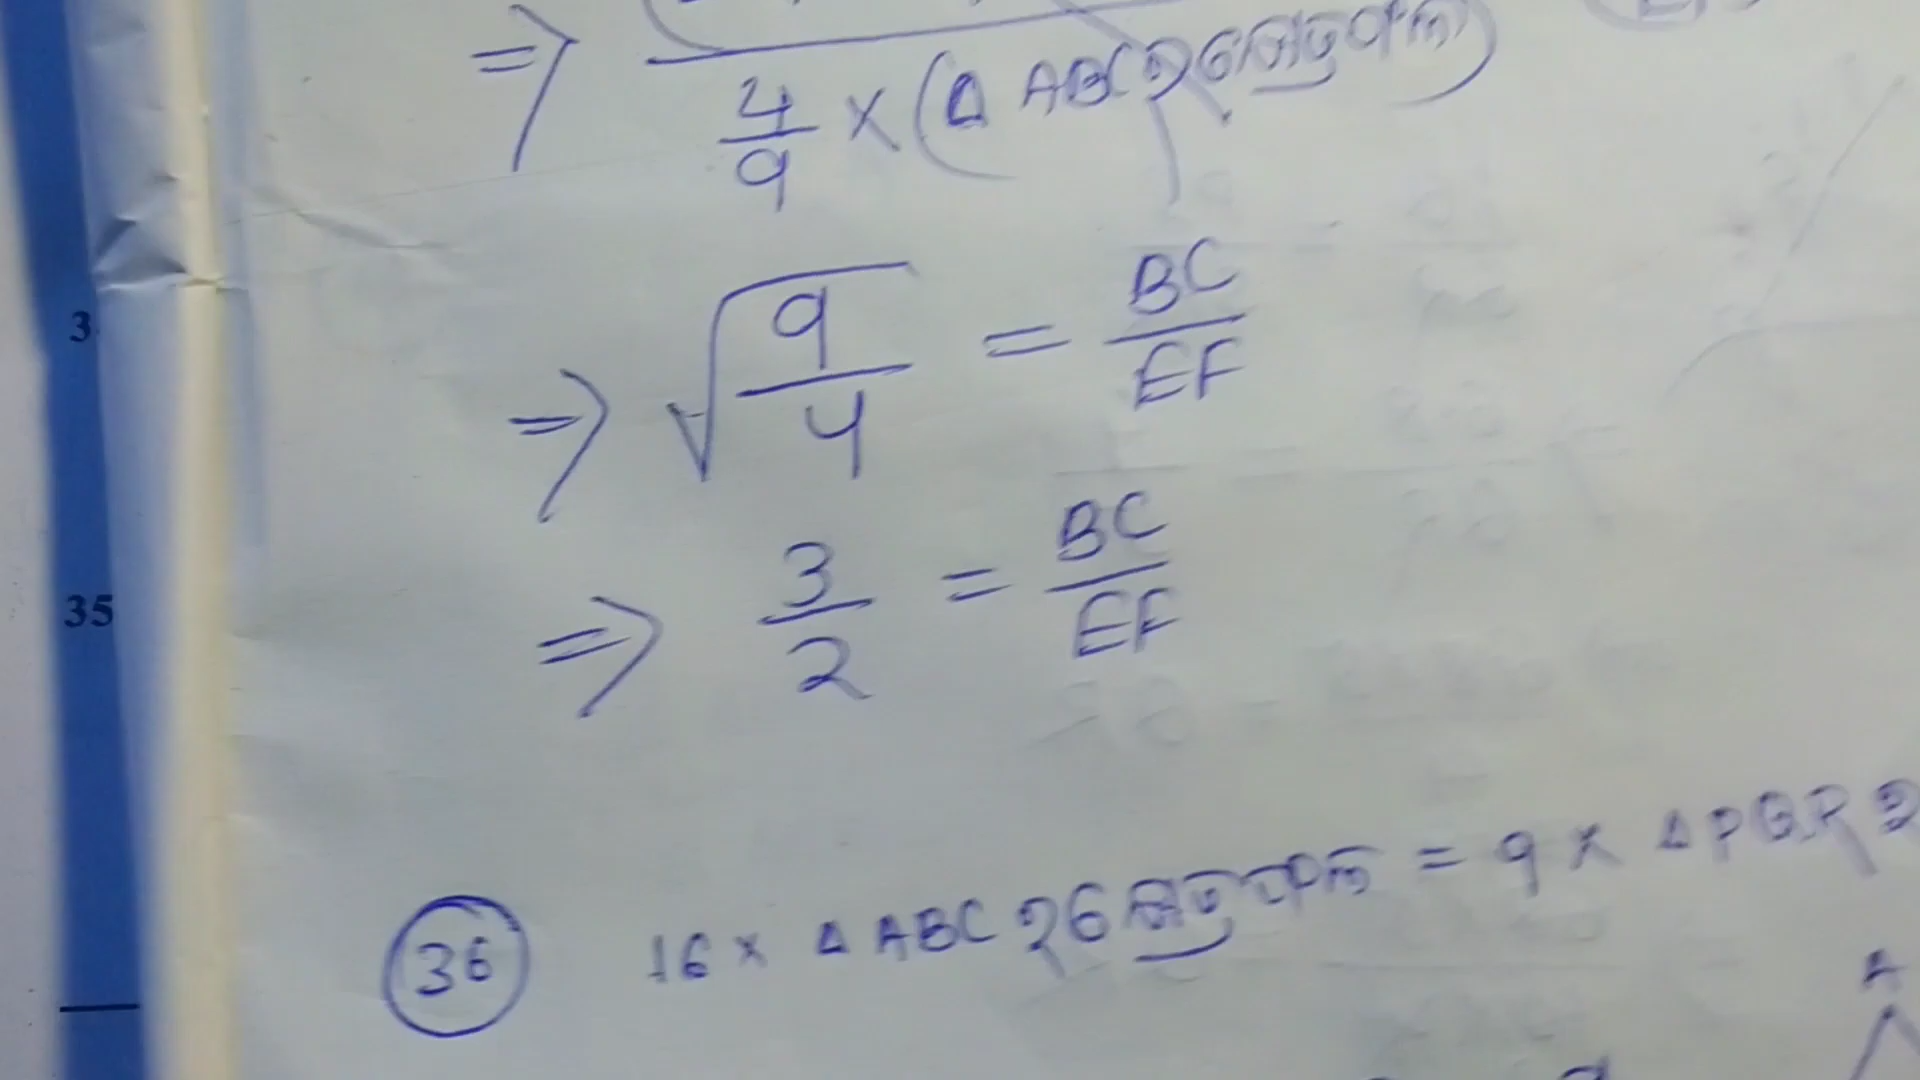 =>
4/9 × (Δ ABC ର କ୍ଷେତ୍ରଫଳ)
=> √9/4 = BC/EF
3
=> 3/2 = BC/EF
35
36 16 × Δ ABC ର କ୍ଷେତ୍ରଫଳ = 9 × Δ PQR ର
A